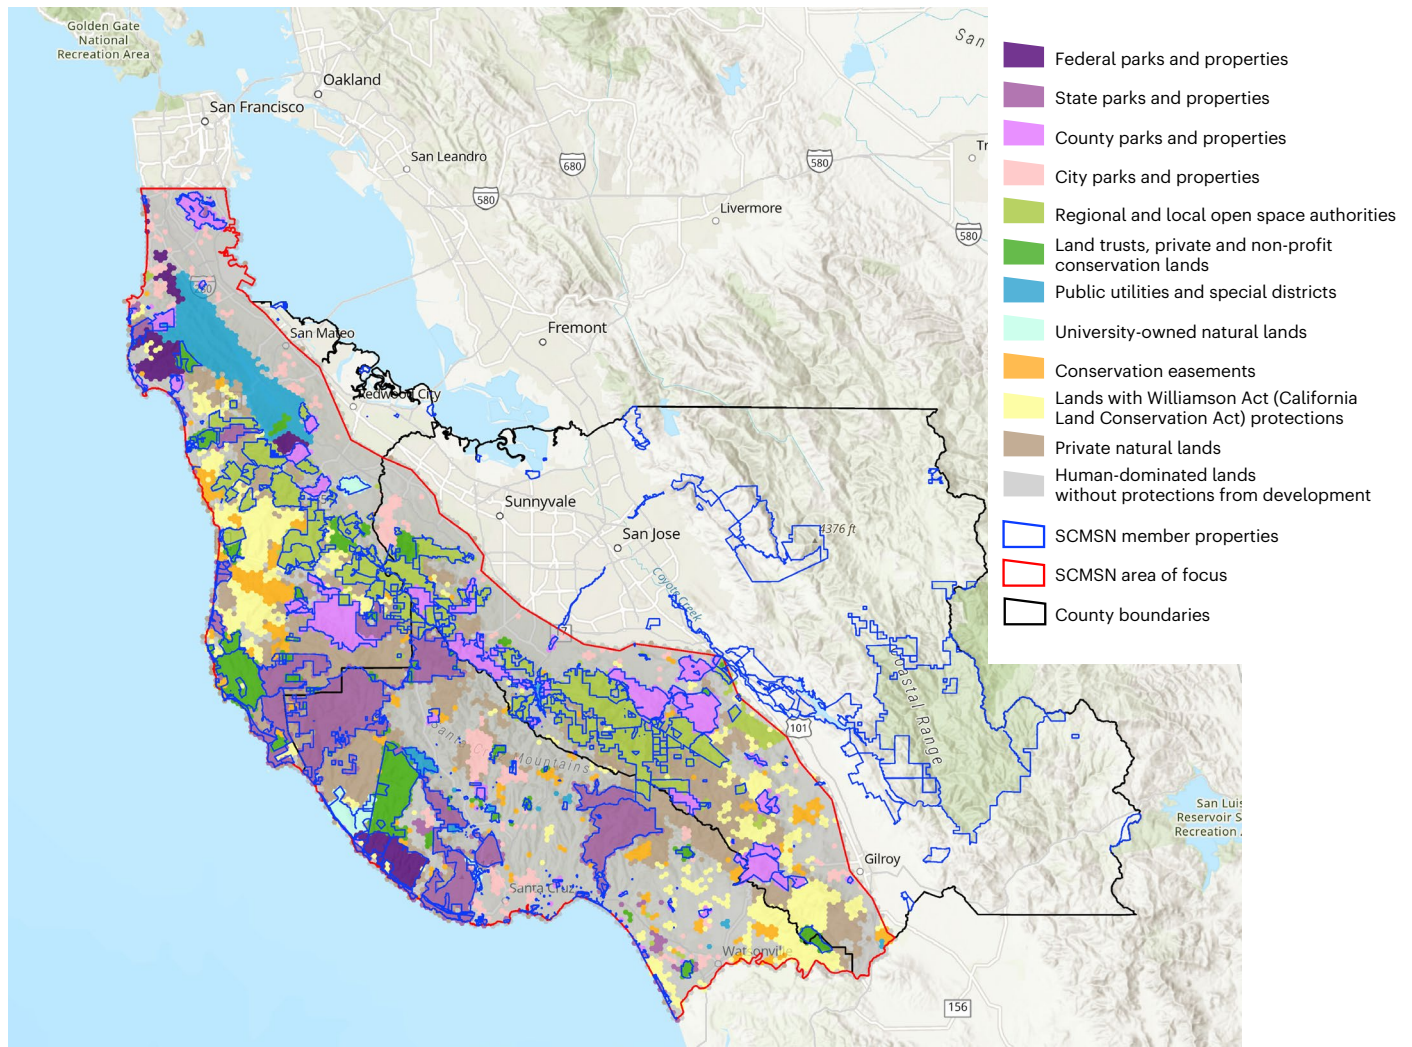 Golden Gate
National
Recreation Area
Oakland
San Francisco
San
San Leandro
680
580
580
Tr
580
Livermore
580
280
Fremont
San Mateo
Redwood City
Sunnyvale
San Jose
4376 ft
Coyote Creek
17
Coastal Range
101
Santa Cruz Mountains
San Luis
Reservoir S
Recreation
Gilroy
Santa Cruz
Watsonville
156
Federal parks and properties
State parks and properties
County parks and properties
City parks and properties
Regional and local open space authorities
Land trusts, private and non-profit
conservation lands
Public utilities and special districts
University-owned natural lands
Conservation easements
Lands with Williamson Act (California
Land Conservation Act) protections
Private natural lands
Human-dominated lands
without protections from development
SCMSN member properties
SCMSN area of focus
County boundaries